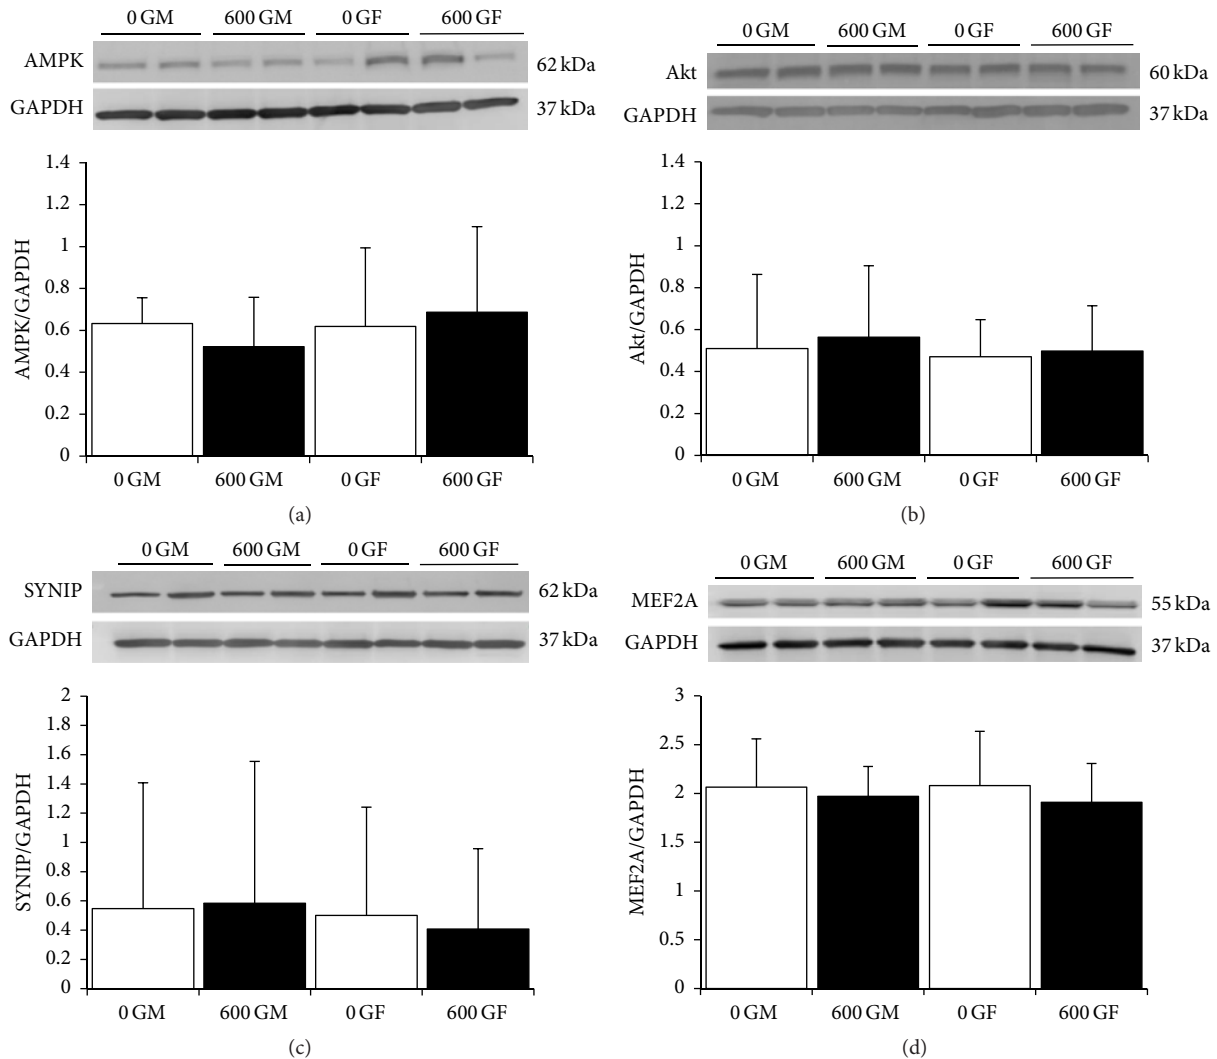 0 GM 600 GM 0 GF 600 GF
AMPK 62 kDa
GAPDH 37 kDa
1.4
1.2
1
0.8
0.6
0.4
0.2
0
AMPK/GAPDH
0 GM 600 GM 0 GF 600 GF
(a)
0 GM 600 GM 0 GF 600 GF
Akt 60 kDa
GAPDH 37 kDa
1.4
1.2
1
0.8
0.6
0.4
0.2
0
Akt/GAPDH
0 GM 600 GM 0 GF 600 GF
(b)
0 GM 600 GM 0 GF 600 GF
SYNIP 62 kDa
GAPDH 37 kDa
2
1.8
1.6
1.4
1.2
1
0.8
0.6
0.4
0.2
0
SYNIP/GAPDH
0 GM 600 GM 0 GF 600 GF
(c)
0 GM 600 GM 0 GF 600 GF
MEF2A 55 kDa
GAPDH 37 kDa
3
2.5
2
1.5
1
0.5
0
MEF2A/GAPDH
0 GM 600 GM 0 GF 600 GF
(d)